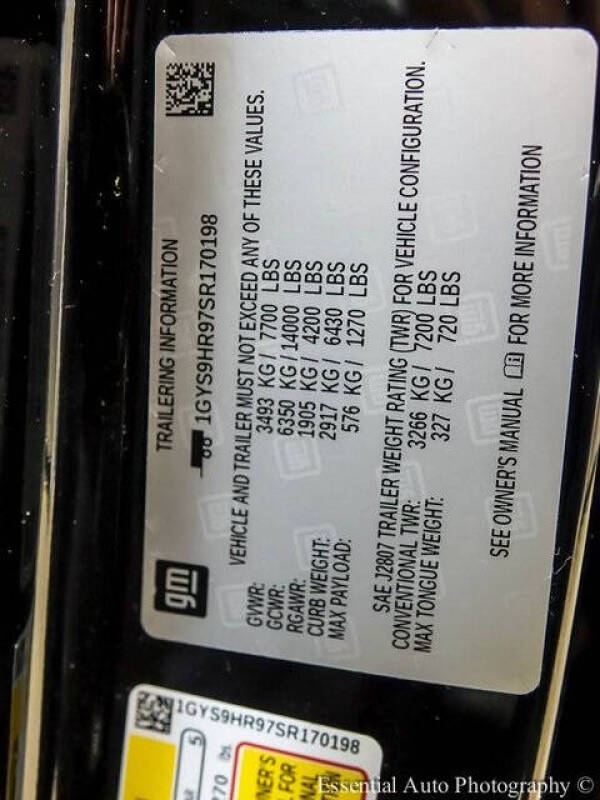 gm
TRAILERING INFORMATION
1GYS9HR97SR170198
VEHICLE AND TRAILER MUST NOT EXCEED ANY OF THESE VALUES.
GVWR: 3493 KG / 7700 LBS
GCWR: 6350 KG / 14000 LBS
RGAWR: 1905 KG / 4200 LBS
CURB WEIGHT: 2917 KG / 6430 LBS
MAX PAYLOAD: 576 KG / 1270 LBS
SAE J2807 TRAILER WEIGHT RATING (TWR) FOR VEHICLE CONFIGURATION.
CONVENTIONAL TWR: 3266 KG / 7200 LBS
MAX TONGUE WEIGHT: 327 KG / 720 LBS
SEE OWNER'S MANUAL FOR MORE INFORMATION
1GYS9HR97SR170198
5
lbs.
Essential Auto Photography ©